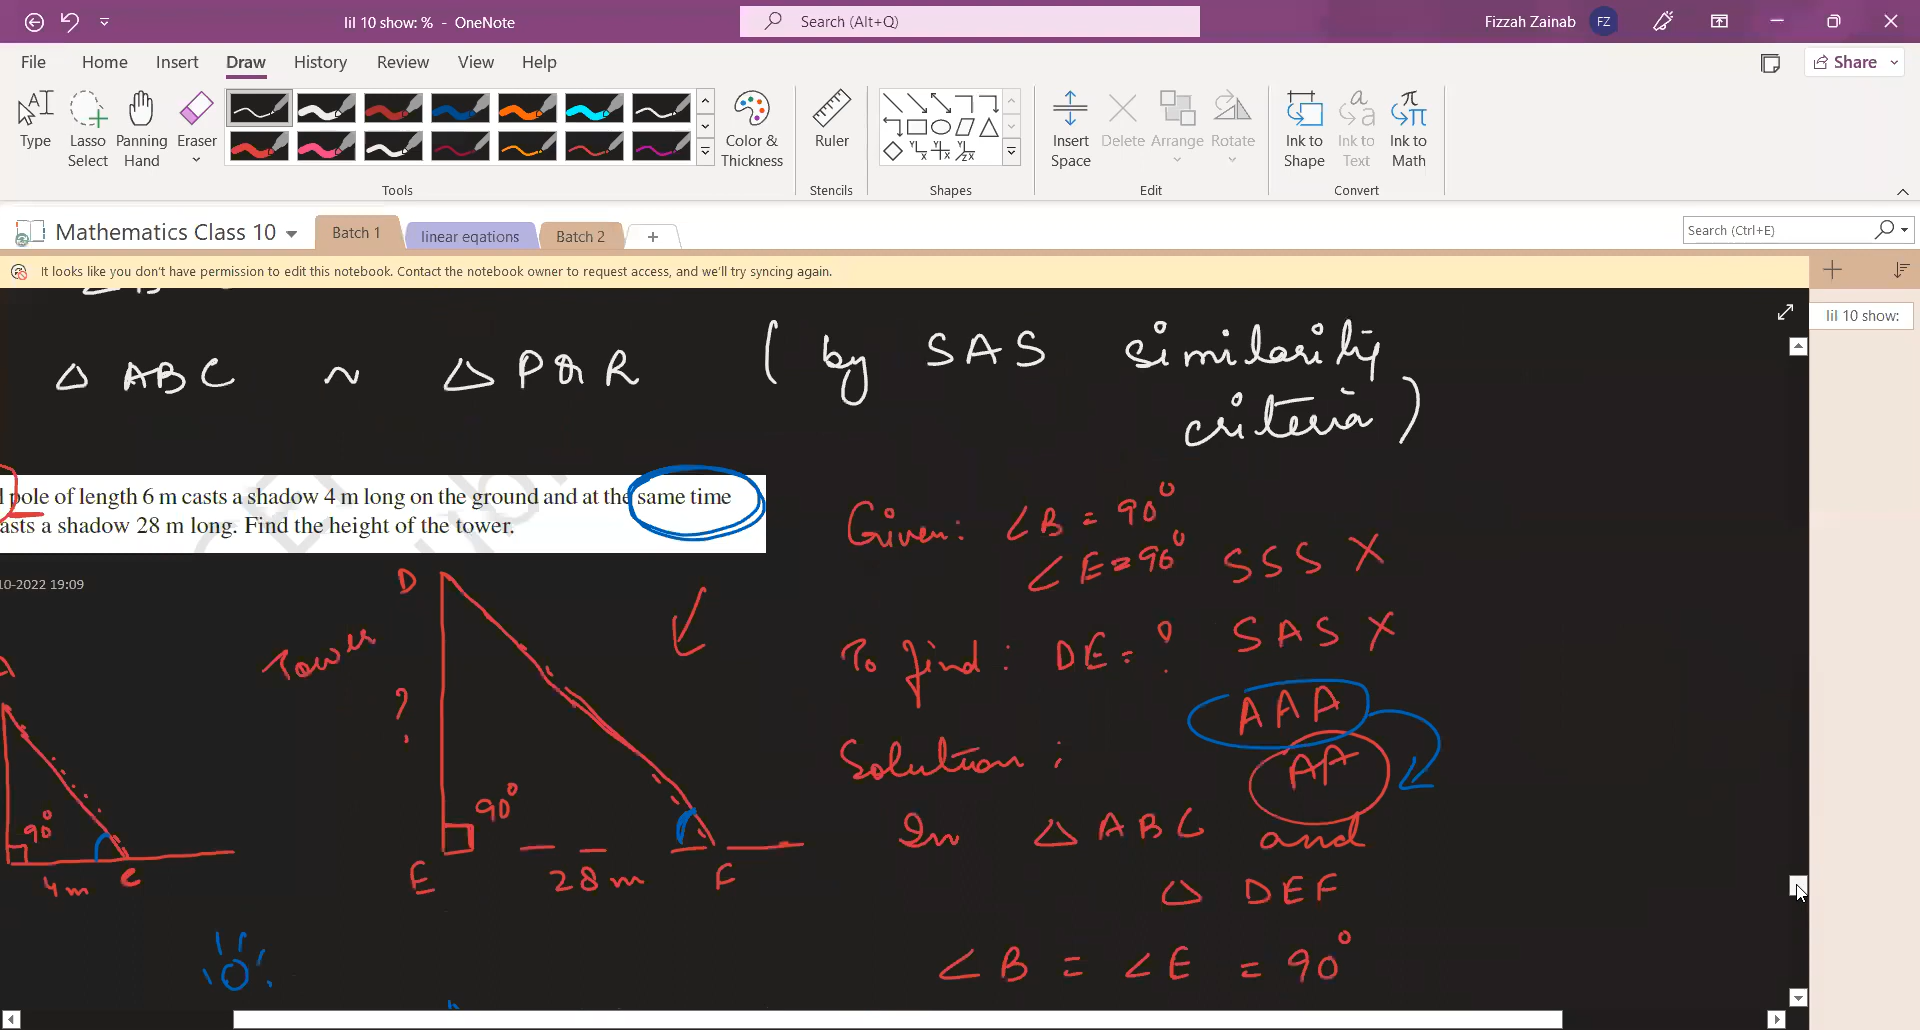 lil 10 show: % - OneNote
Search (Alt+Q)
Fizzah Zainab
FZ
File Home Insert Draw History Review View Help
Share
Type
Lasso Select
Panning Hand
Eraser
Color & Thickness
Ruler
Insert Space
Delete
Arrange
Rotate
Ink to Shape
Ink to Text
Ink to Math
Tools
Stencils
Shapes
Edit
Convert
Mathematics Class 10
Batch 1
linear eqations
Batch 2
Search (Ctrl+E)
It looks like you don't have permission to edit this notebook. Contact the notebook owner to request access, and we'll try syncing again.
lil 10 show:
△ ABC ~ △ PQR (by SAS similarity
criteria)
l pole of length 6 m casts a shadow 4 m long on the ground and at the same time
asts a shadow 28 m long. Find the height of the tower.
10-2022 19:09
Given: ∠B = 90°
∠E = 90°
SSS X
To find: DE = ?
SAS X
AAA
AA
Solution:
In △ ABC and
△ DEF
∠B = ∠E = 90°
D
Tower
?
90°
E
28 m
F
A
90°
4 m
C